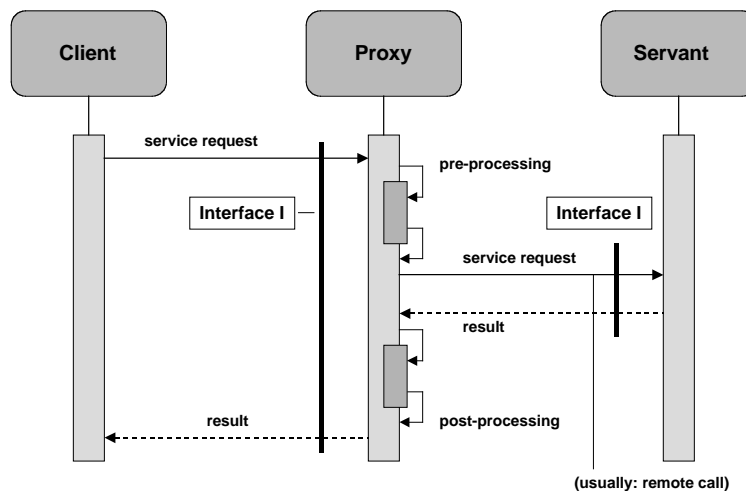 Client
Proxy
Servant
service request
pre-processing
Interface I
Interface I
service request
result
result
post-processing
(usually: remote call)